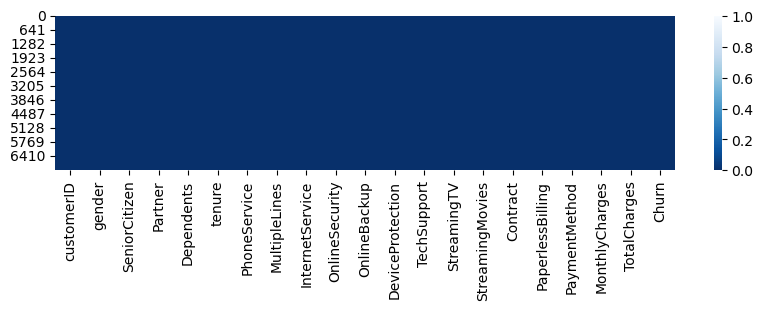 0
641
1282
1923
2564
3205
3846
4487
5128
5769
6410
customerID
gender
SeniorCitizen
Partner
Dependents
tenure
PhoneService
MultipleLines
InternetService
OnlineSecurity
OnlineBackup
DeviceProtection
TechSupport
StreamingTV
StreamingMovies
Contract
PaperlessBilling
PaymentMethod
MonthlyCharges
TotalCharges
Churn
1.0
0.8
0.6
0.4
0.2
0.0